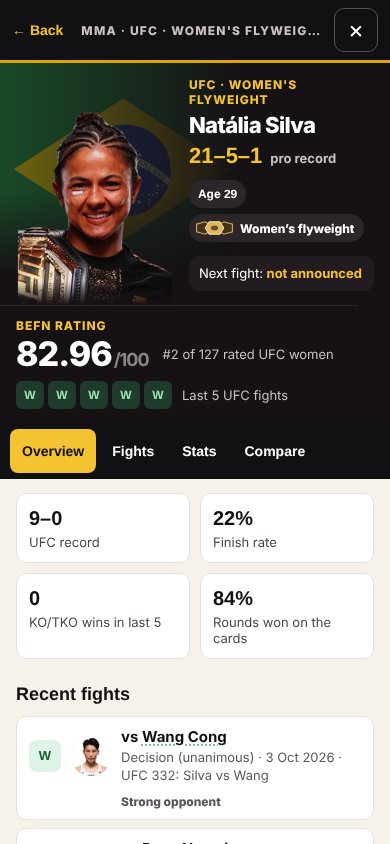 ← Back
MMA · UFC · WOMEN'S FLYWEIG…
×
UFC · WOMEN'S
FLYWEIGHT
Natália Silva
21–5–1 pro record
Age 29
Women's flyweight
Next fight: not announced
BEFN RATING
82.96/100
#2 of 127 rated UFC women
W W W W W Last 5 UFC fights
Overview Fights Stats Compare
9–0
UFC record
22%
Finish rate
0
KO/TKO wins in last 5
84%
Rounds won on the
cards
Recent fights
W
vs Wang Cong
Decision (unanimous) · 3 Oct 2026 ·
UFC 332: Silva vs Wang
Strong opponent